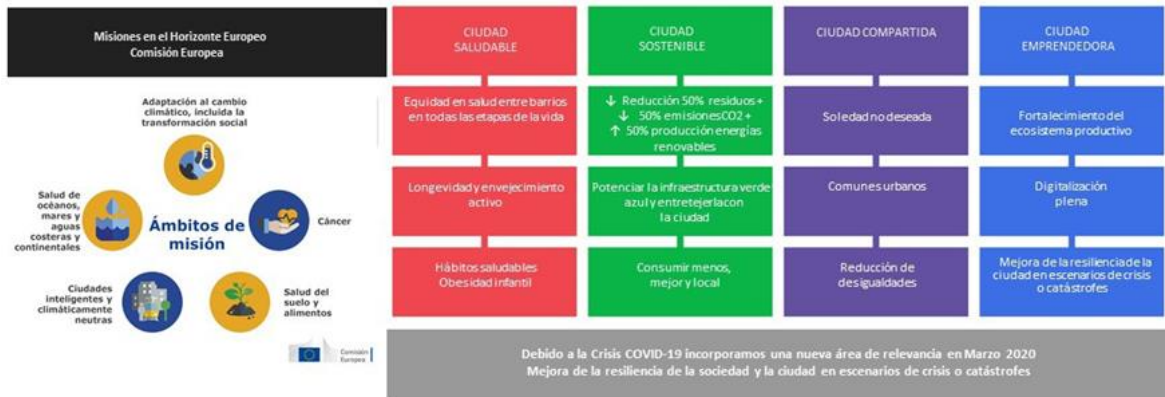 Misiones en el Horizonte Europeo
Comisión Europea
Adaptación al cambio
climático, incluida la
transformación social
Salud de
océanos,
mares y
aguas
costeras y
continentales
Ámbitos de
misión
Cáncer
Ciudades
inteligentes y
climáticamente
neutras
Salud del
suelo y
alimentos
Comisión
Europea
CIUDAD
SALUDABLE
Equidad en salud entre barrios
en todas las etapas de la vida
Longevidad y envejecimiento
activo
Hábitos saludables
Obesidad infantil
CIUDAD
SOSTENIBLE
↓ Reducción 50% residuos +
↓ 50% emisionesCO2 +
↑ 50% producción energías
renovables
Potenciar la infraestructura verde
azul y entretejerla con
la ciudad
Consumir menos,
mejor y local
CIUDAD COMPARTIDA
Soledad no deseada
Comunes urbanos
Reducción de
desigualdades
CIUDAD
EMPRENDEDORA
Fortalecimiento del
ecosistema productivo
Digitalización
plena
Mejora de la resiliencia de la
ciudad en escenarios de crisis
o catástrofes
Debido a la Crisis COVID-19 incorporamos una nueva área de relevancia en Marzo 2020
Mejora de la resiliencia de la sociedad y la ciudad en escenarios de crisis o catástrofes